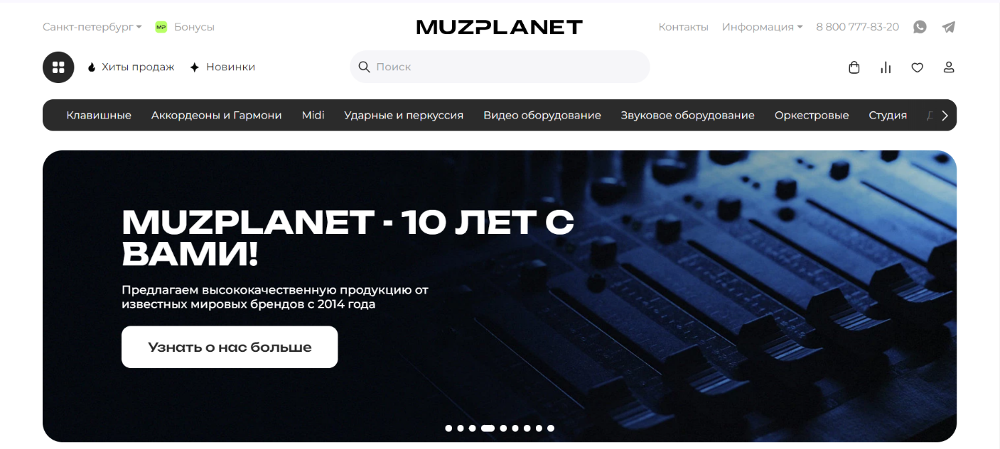 Санкт-петербург
MP Бонусы
MUZPLANET
Контакты
Информация
8 800 777-83-20
Хиты продаж
Новинки
Поиск
Клавишные
Аккордеоны и Гармони
Midi
Ударные и перкуссия
Видео оборудование
Звуковое оборудование
Оркестровые
Студия
MUZPLANET - 10 ЛЕТ С
ВАМИ!
Предлагаем высококачественную продукцию от
известных мировых брендов с 2014 года
Узнать о нас больше